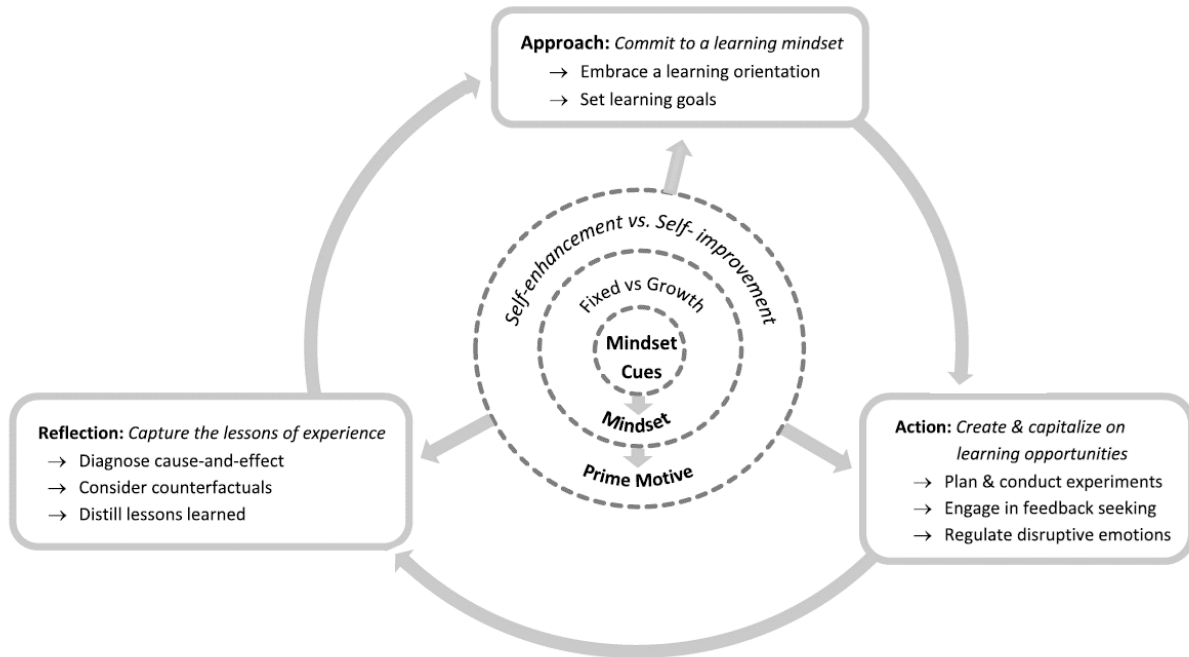 Approach: Commit to a learning mindset
→ Embrace a learning orientation
→ Set learning goals
Self-enhancement vs. Self- improvement
Fixed vs Growth
Mindset
Cues
Mindset
Prime Motive
Reflection: Capture the lessons of experience
→ Diagnose cause-and-effect
→ Consider counterfactuals
→ Distill lessons learned
Action: Create & capitalize on
learning opportunities
→ Plan & conduct experiments
→ Engage in feedback seeking
→ Regulate disruptive emotions